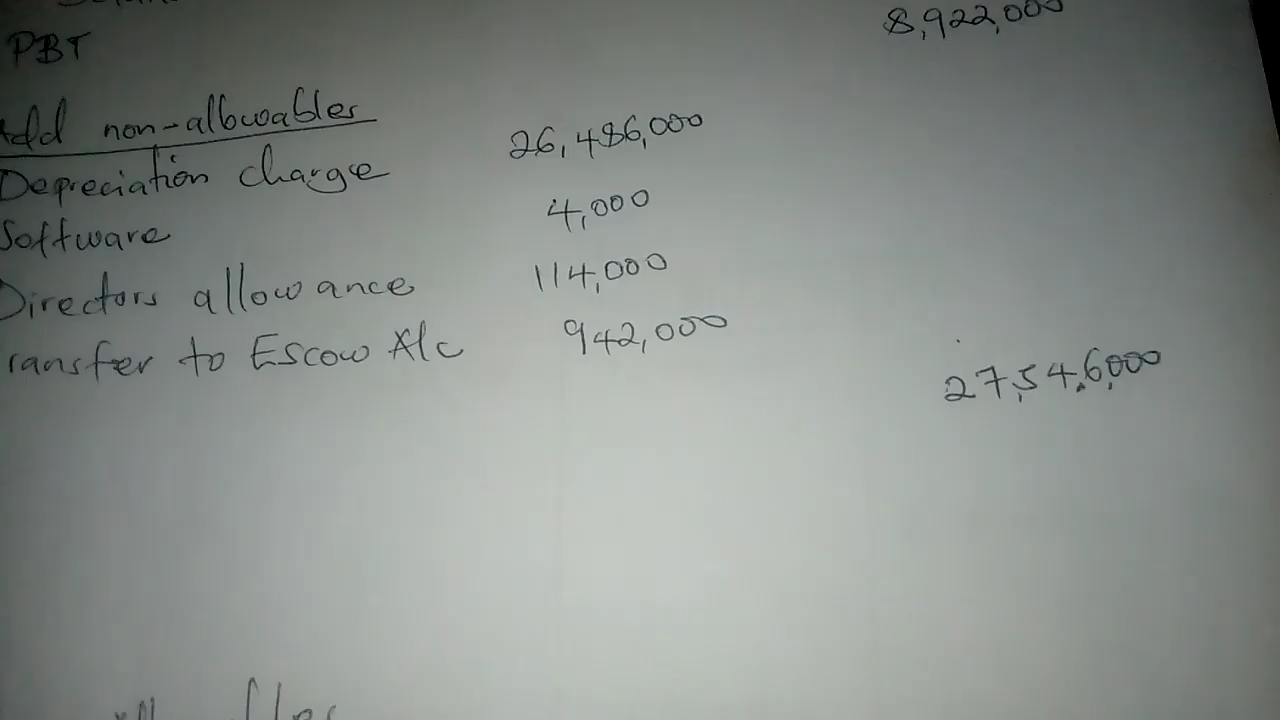 PBT 8,922,000
Add non-allowables
Depreciation charge 26,486,000
Software 4,000
Directors allowance 114,000
ransfer to Escow A/c 942,000
27,546,000